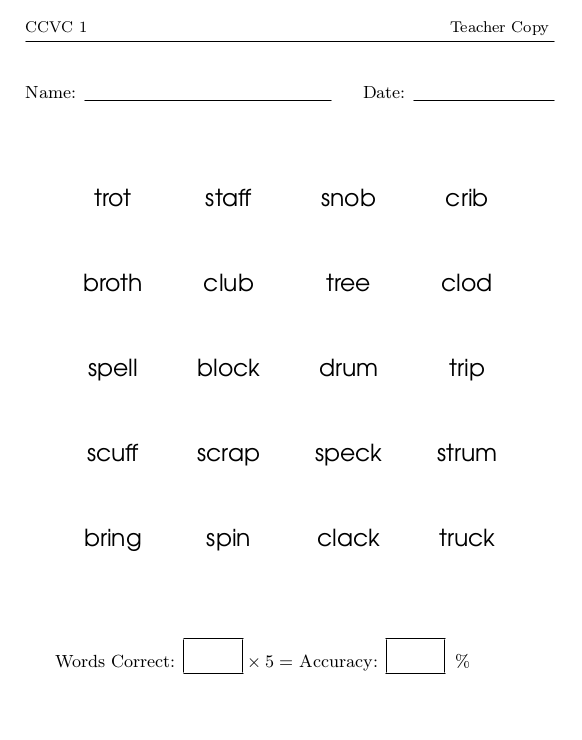 CCVC 1 Teacher Copy
Name: Date:
trot staff snob crib
broth club tree clod
spell block drum trip
scuff scrap speck strum
bring spin clack truck
Words Correct: × 5 = Accuracy: %